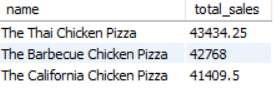 name total_sales
The Thai Chicken Pizza 43434.25
The Barbecue Chicken Pizza 42768
The California Chicken Pizza 41409.5